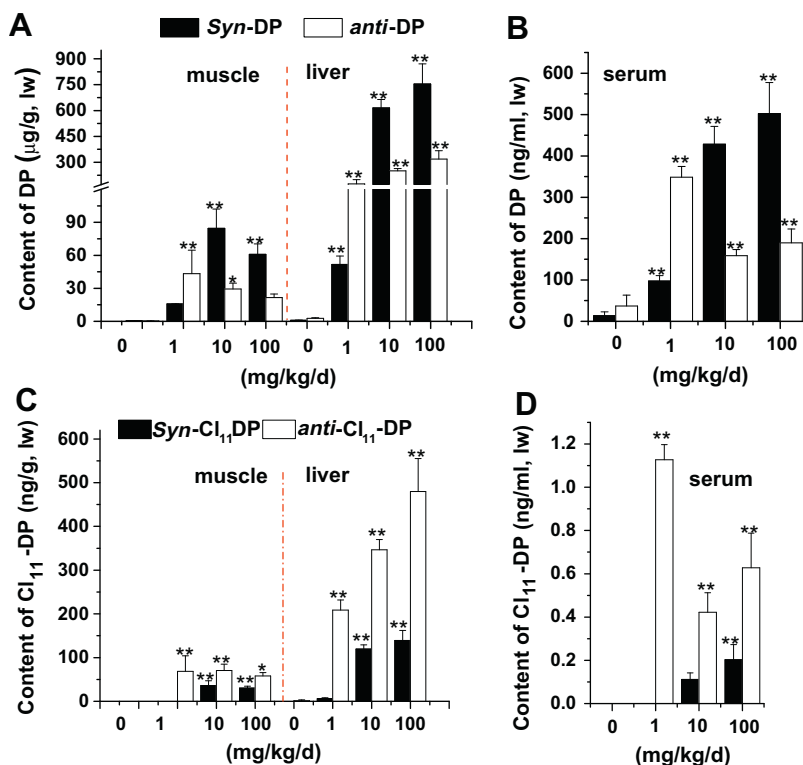 A
Syn-DP anti-DP
muscle liver
Content of DP (µg/g, lw)
900
750
600
450
300
90
60
30
0
** ** * ** ** ** ** ** ** **
0 1 10 100 0 1 10 100
(mg/kg/d)
B
serum
Content of DP (ng/ml, lw)
600
500
400
300
200
100
0
** ** ** ** ** **
0 1 10 100
(mg/kg/d)
C
Syn-Cl11DP anti-Cl11-DP
muscle liver
Content of Cl11-DP (ng/g, lw)
600
500
400
300
200
100
0
** ** ** ** * ** ** ** ** **
0 1 10 100 0 1 10 100
(mg/kg/d)
D
serum
Content of Cl11-DP (ng/ml, lw)
1.2
1.0
0.8
0.6
0.4
0.2
0.0
** ** ** **
0 1 10 100
(mg/kg/d)